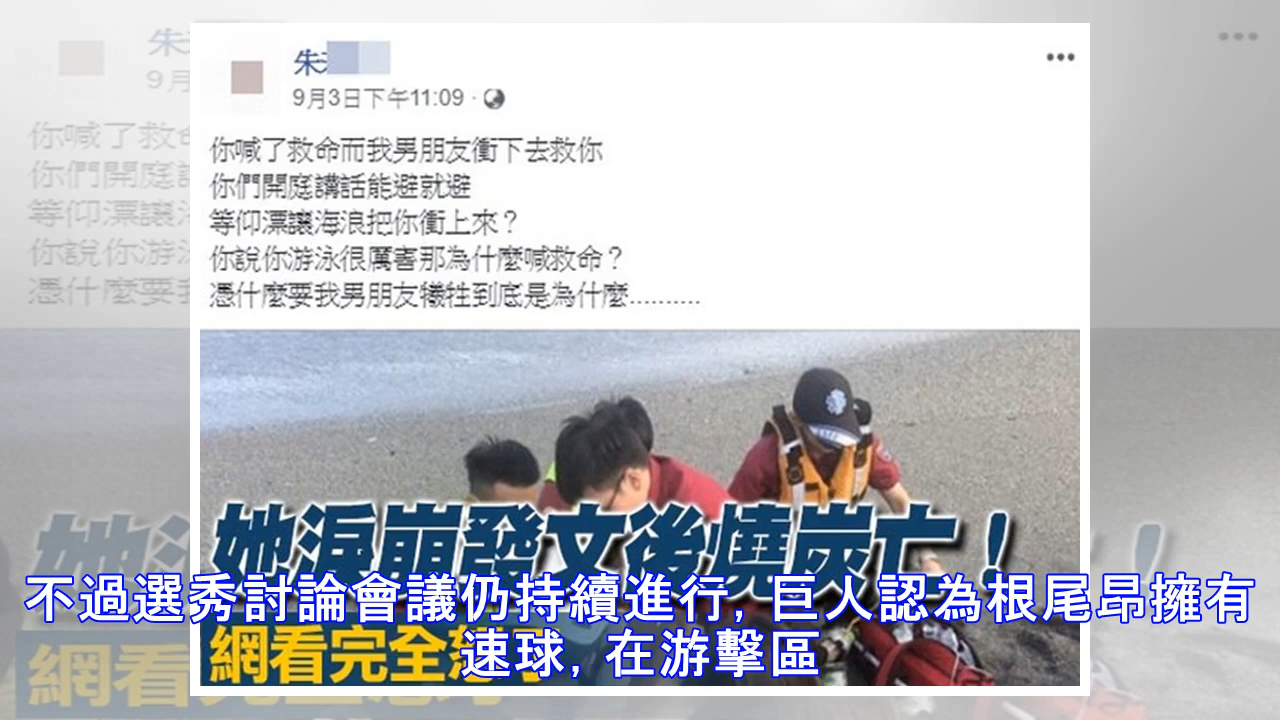 朱
9月3日下午11:09
你喊了救命而我男朋友衝下去救你
你們開庭講話能避就避
等仰漂讓海浪把你衝上來？
你說你游泳很厲害那為什麼喊救命？
憑什麼要我男朋友犧牲到底是為什麼..........
她淚崩發文後燒炭亡！
網看完全
不過選秀討論會議仍持續進行, 巨人認為根尾昂擁有
速球, 在游擊區